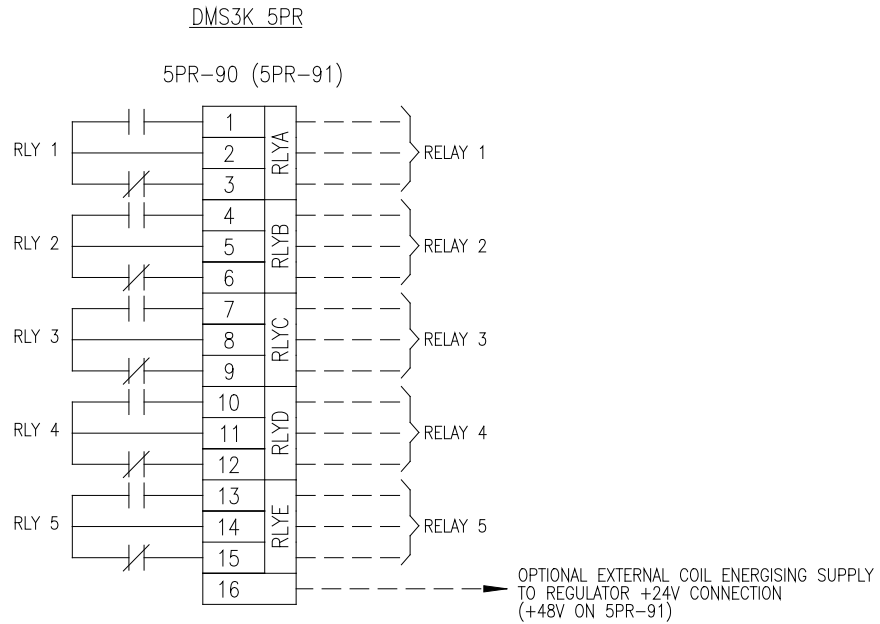 DMS3K 5PR
5PR-90 (5PR-91)
RLY 1
1
2
3
RLYA
RELAY 1
RLY 2
4
5
6
RLYB
RELAY 2
RLY 3
7
8
9
RLYC
RELAY 3
RLY 4
10
11
12
RLYD
RELAY 4
RLY 5
13
14
15
RLYE
RELAY 5
16
OPTIONAL EXTERNAL COIL ENERGISING SUPPLY
TO REGULATOR +24V CONNECTION
(+48V ON 5PR-91)